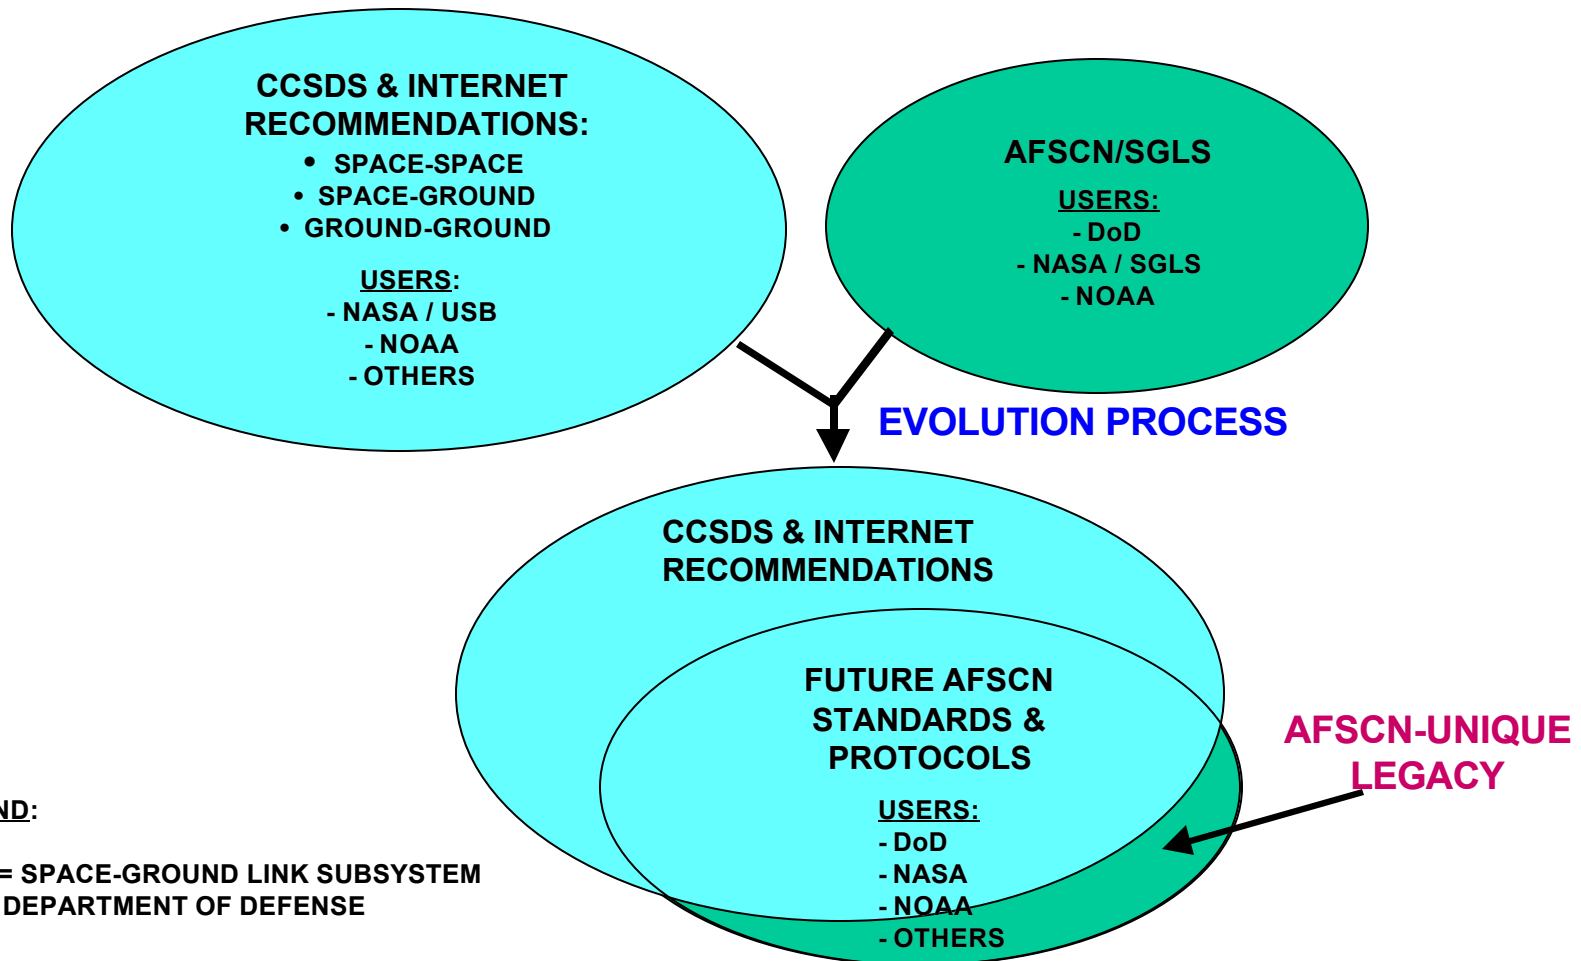 CCSDS & INTERNET
RECOMMENDATIONS:
• SPACE-SPACE
• SPACE-GROUND
• GROUND-GROUND
USERS:
- NASA / USB
- NOAA
- OTHERS
AFSCN/SGLS
USERS:
- DoD
- NASA / SGLS
- NOAA
EVOLUTION PROCESS
CCSDS & INTERNET
RECOMMENDATIONS
FUTURE AFSCN
STANDARDS &
PROTOCOLS
USERS:
- DoD
- NASA
- NOAA
- OTHERS
AFSCN-UNIQUE
LEGACY
ND:
= SPACE-GROUND LINK SUBSYSTEM
DEPARTMENT OF DEFENSE